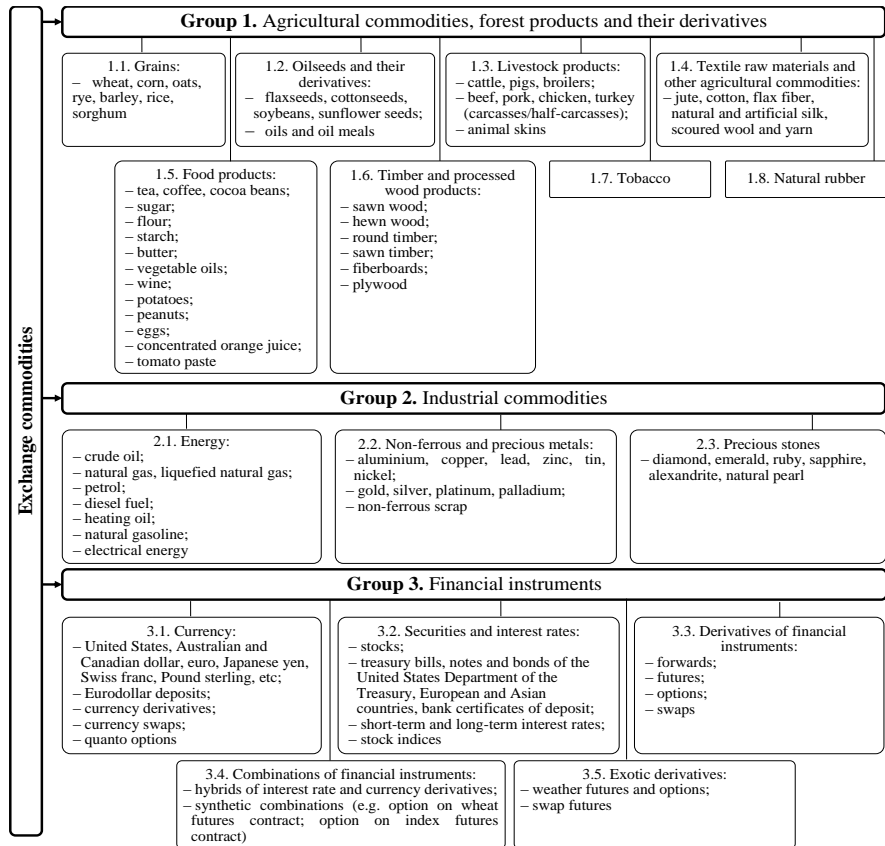 Exchange commodities
Group 1. Agricultural commodities, forest products and their derivatives
1.1. Grains:
– wheat, corn, oats,
rye, barley, rice,
sorghum
1.2. Oilseeds and their
derivatives:
– flaxseeds, cottonseeds,
soybeans, sunflower seeds;
– oils and oil meals
1.3. Livestock products:
– cattle, pigs, broilers;
– beef, pork, chicken, turkey
(carcasses/half-carcasses);
– animal skins
1.4. Textile raw materials and
other agricultural commodities:
– jute, cotton, flax fiber,
natural and artificial silk,
scoured wool and yarn
1.5. Food products:
– tea, coffee, cocoa beans;
– sugar;
– flour;
– starch;
– butter;
– vegetable oils;
– wine;
– potatoes;
– peanuts;
– eggs;
– concentrated orange juice;
– tomato paste
1.6. Timber and processed
wood products:
– sawn wood;
– hewn wood;
– round timber;
– sawn timber;
– fiberboards;
– plywood
1.7. Tobacco
1.8. Natural rubber
Group 2. Industrial commodities
2.1. Energy:
– crude oil;
– natural gas, liquefied natural gas;
– petrol;
– diesel fuel;
– heating oil;
– natural gasoline;
– electrical energy
2.2. Non-ferrous and precious metals:
– aluminium, copper, lead, zinc, tin,
nickel;
– gold, silver, platinum, palladium;
– non-ferrous scrap
2.3. Precious stones
– diamond, emerald, ruby, sapphire,
alexandrite, natural pearl
Group 3. Financial instruments
3.1. Currency:
– United States, Australian and
Canadian dollar, euro, Japanese yen,
Swiss franc, Pound sterling, etc;
– Eurodollar deposits;
– currency derivatives;
– currency swaps;
– quanto options
3.2. Securities and interest rates:
– stocks;
– treasury bills, notes and bonds of the
United States Department of the
Treasury, European and Asian
countries, bank certificates of deposit;
– short-term and long-term interest rates;
– stock indices
3.3. Derivatives of financial
instruments:
– forwards;
– futures;
– options;
– swaps
3.4. Combinations of financial instruments:
– hybrids of interest rate and currency derivatives;
– synthetic combinations (e.g. option on wheat
futures contract; option on index futures
contract)
3.5. Exotic derivatives:
– weather futures and options;
– swap futures